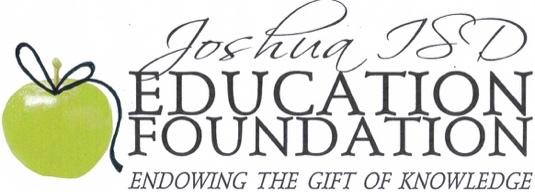 Joshua ISD
EDUCATION
FOUNDATION
ENDOWING THE GIFT OF KNOWLEDGE